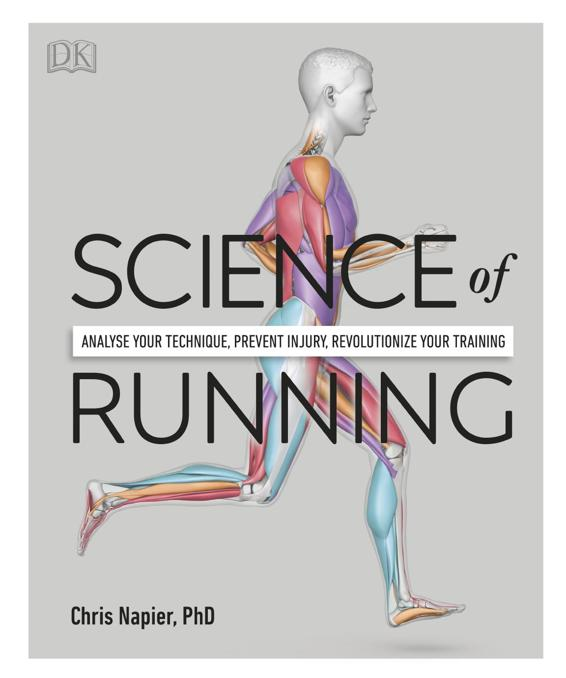 DK
SCIENCE of
ANALYSE YOUR TECHNIQUE, PREVENT INJURY, REVOLUTIONIZE YOUR TRAINING
RUNNING
Chris Napier, PhD